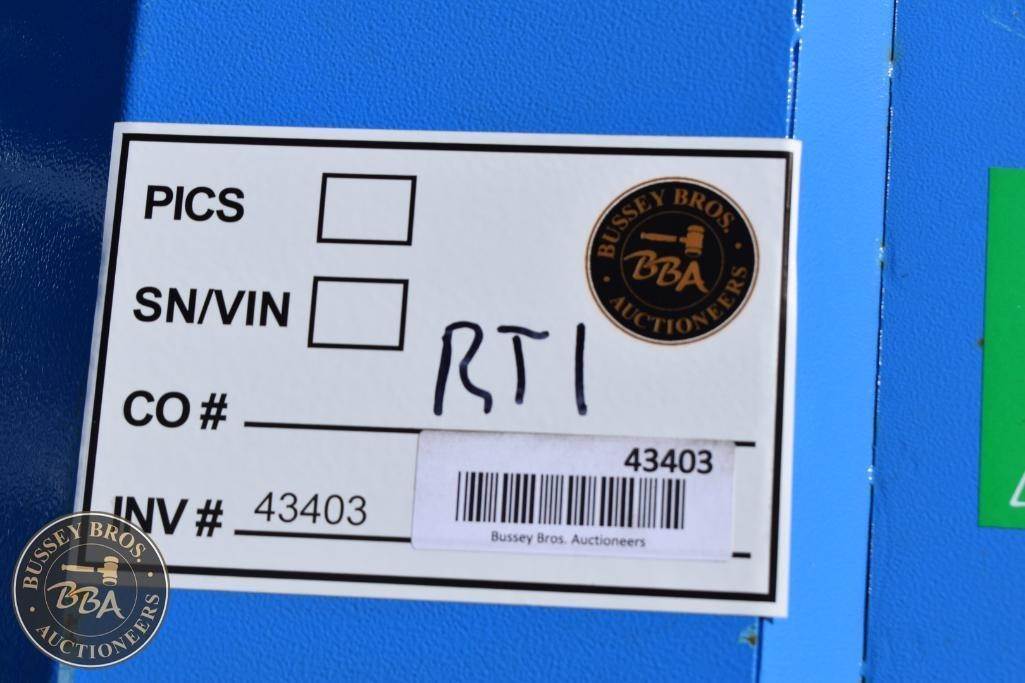 PICS
BUSSEY BROS.
BBA
AUCTIONEERS
SN/VIN
RT1
CO #
43403
INV # 43403
Bussey Bros. Auctioneers
BUSSEY BROS.
BBA
AUCTIONEERS